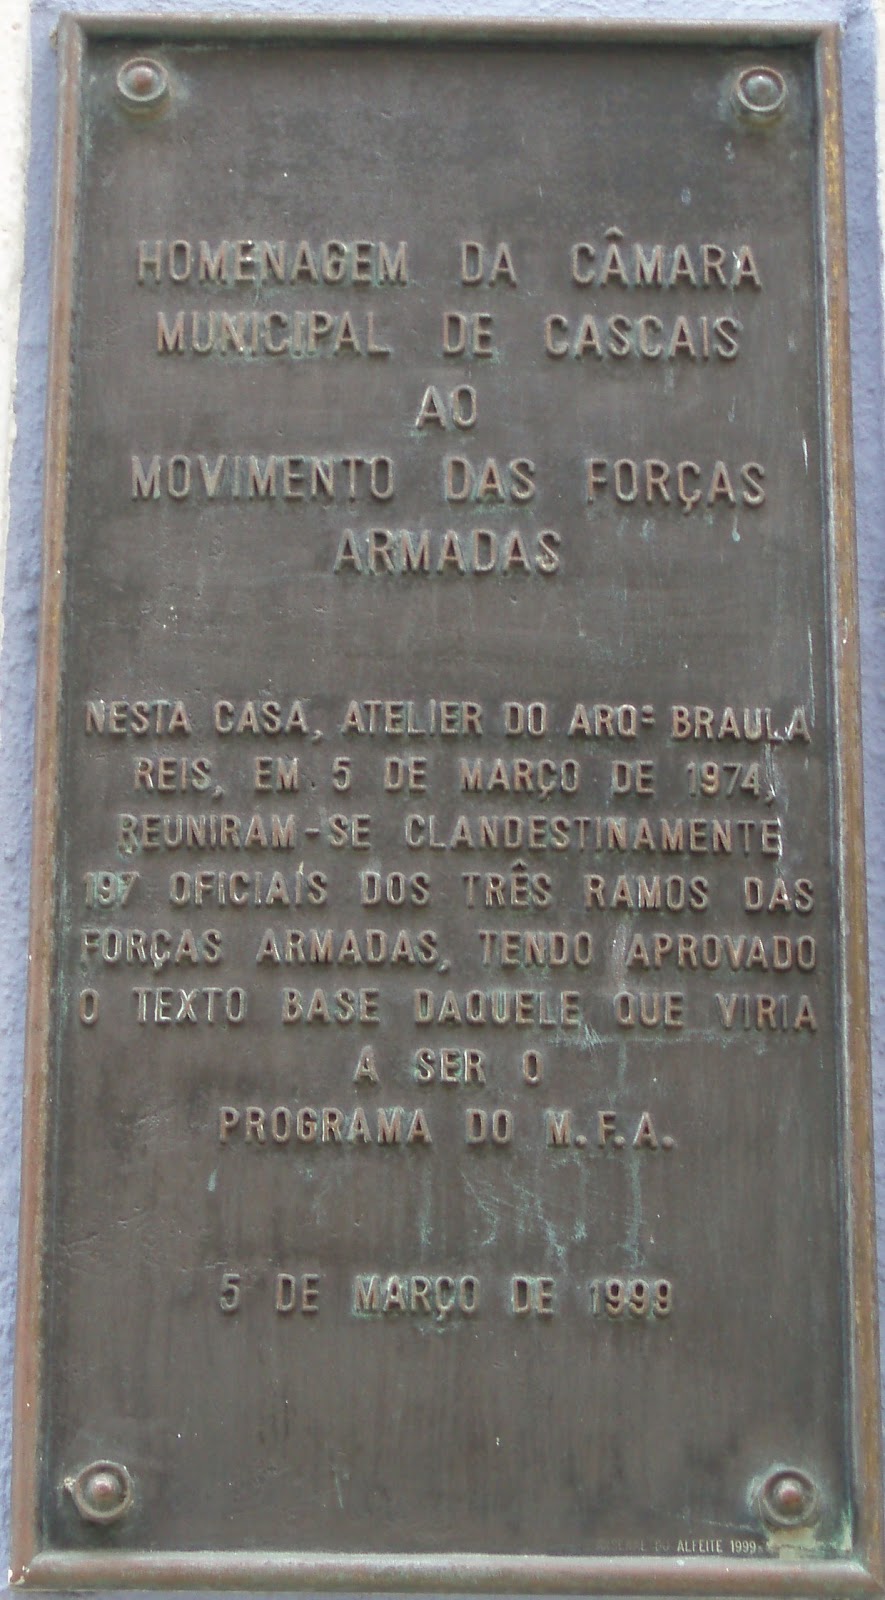 HOMENAGEM DA CÂMARA
MUNICIPAL DE CASCAIS
AO
MOVIMENTO DAS FORÇAS
ARMADAS
NESTA CASA, ATELIER DO ARQº BRAULA
REIS, EM 5 DE MARÇO DE 1974,
REUNIRAM-SE CLANDESTINAMENTE
197 OFICIAIS DOS TRÊS RAMOS DAS
FORÇAS ARMADAS, TENDO APROVADO
O TEXTO BASE DAQUELE QUE VIRIA
A SER O
PROGRAMA DO M.F.A.
5 DE MARÇO DE 1999
ARSENAL DO ALFEITE 1999